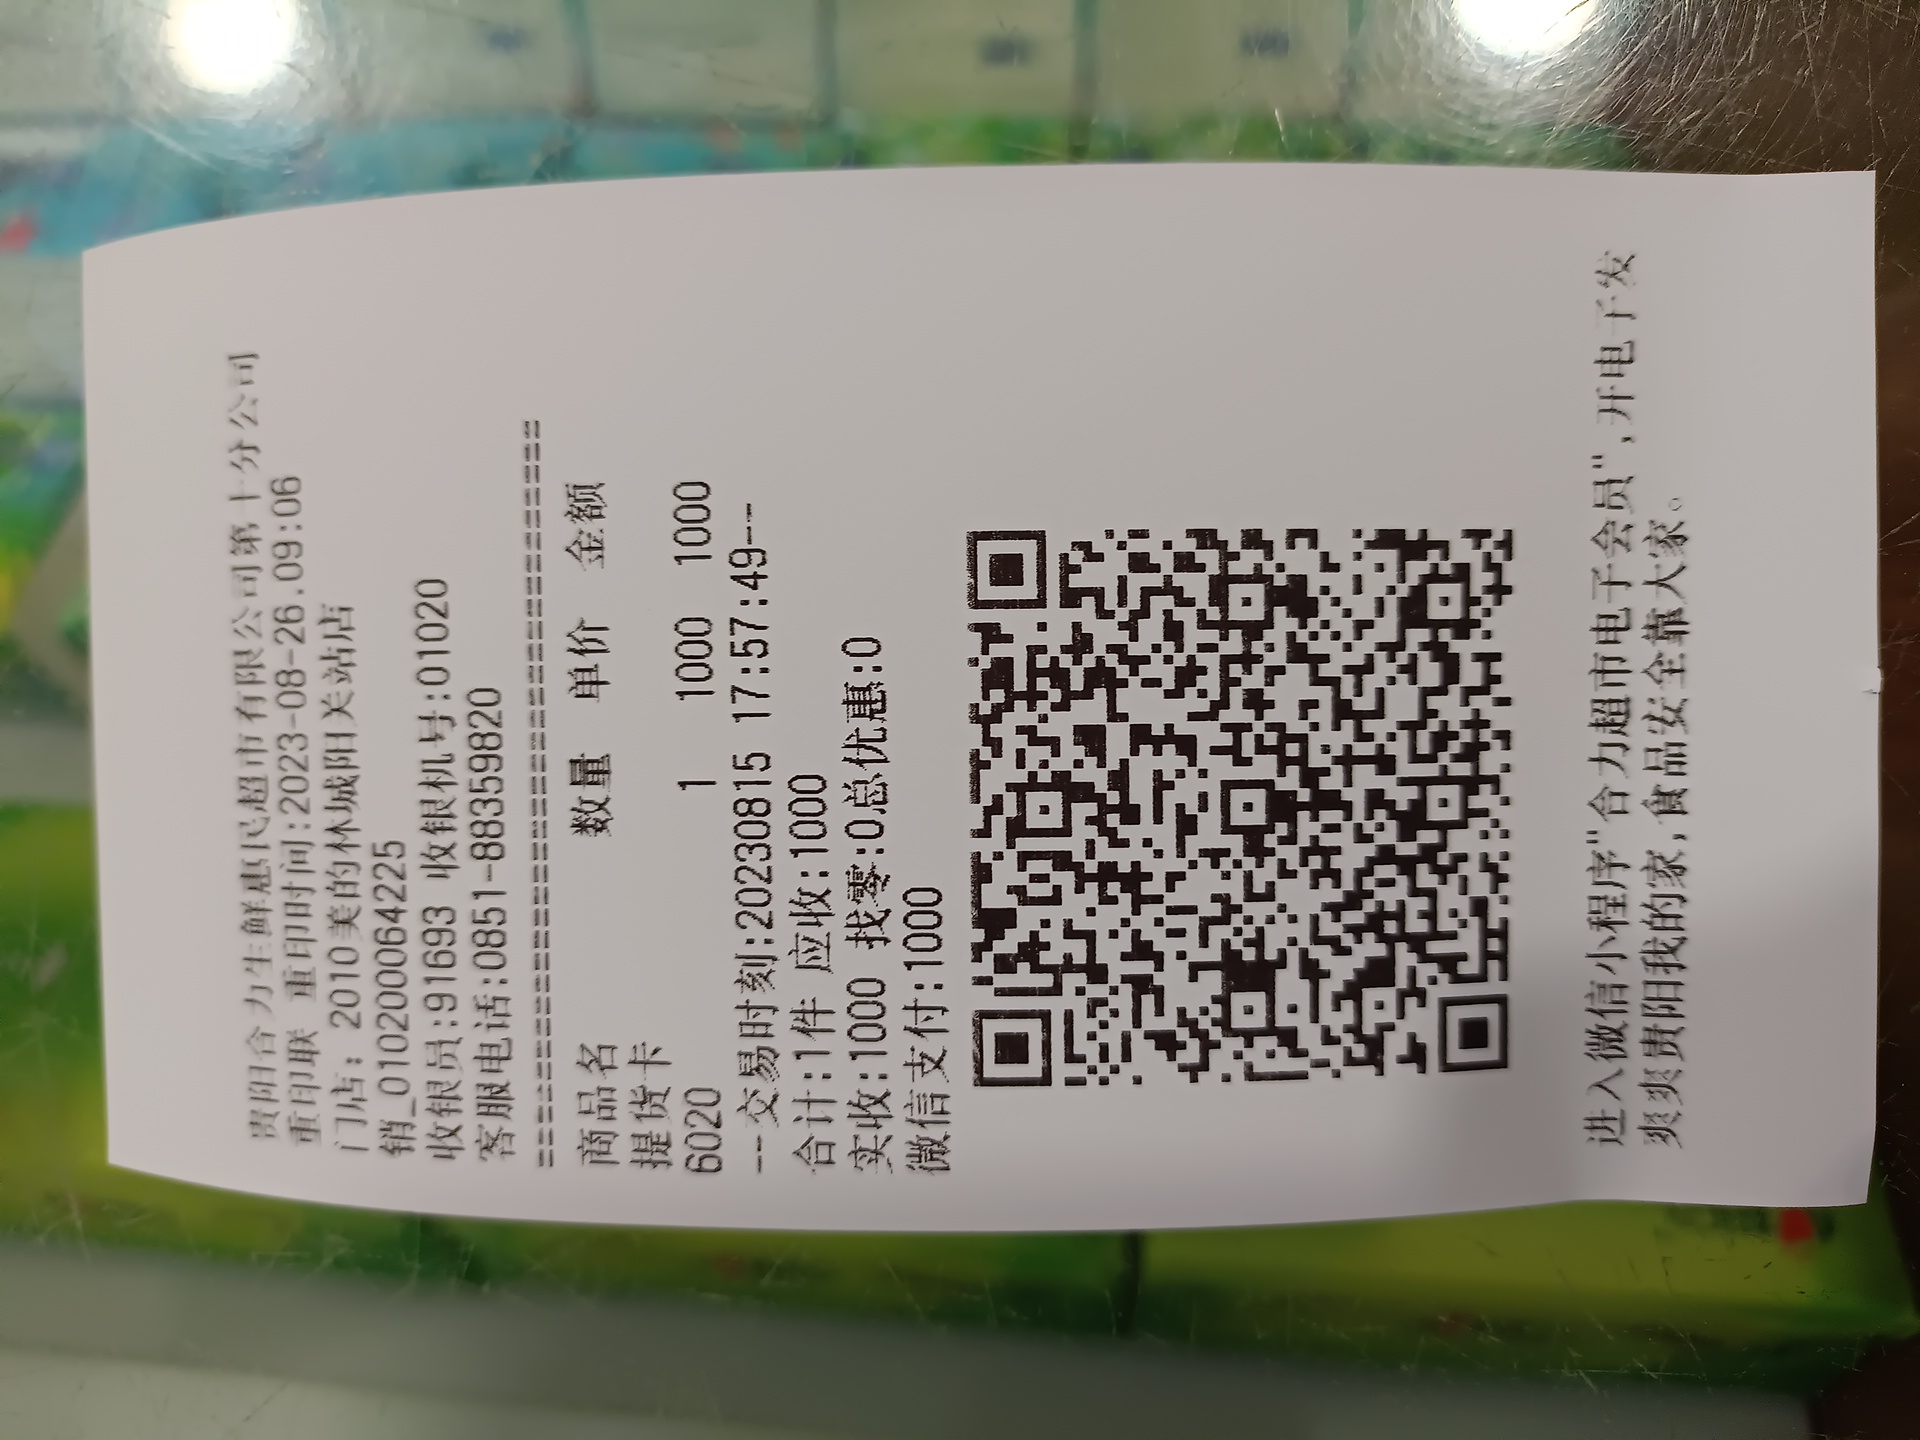 贵阳合力生鲜惠民超市有限公司第十分公司
重印联 重印时间:2023-08-26.09:06
门店: 2010美的林城阳关站店
销_010200064225
收银员:91693 收银机号:01020
客服电话:0851-88359820
==========================================
商品名 数量 单价 金额
提货卡
6020 1 1000 1000
--交易时刻:20230815 17:57:49--
合计:1件 应收:1000
实收:1000 找零:0总优惠:0
微信支付:1000
进入微信小程序"合力超市电子会员",开电子发
爽爽贵阳我的家,食品安全靠大家。